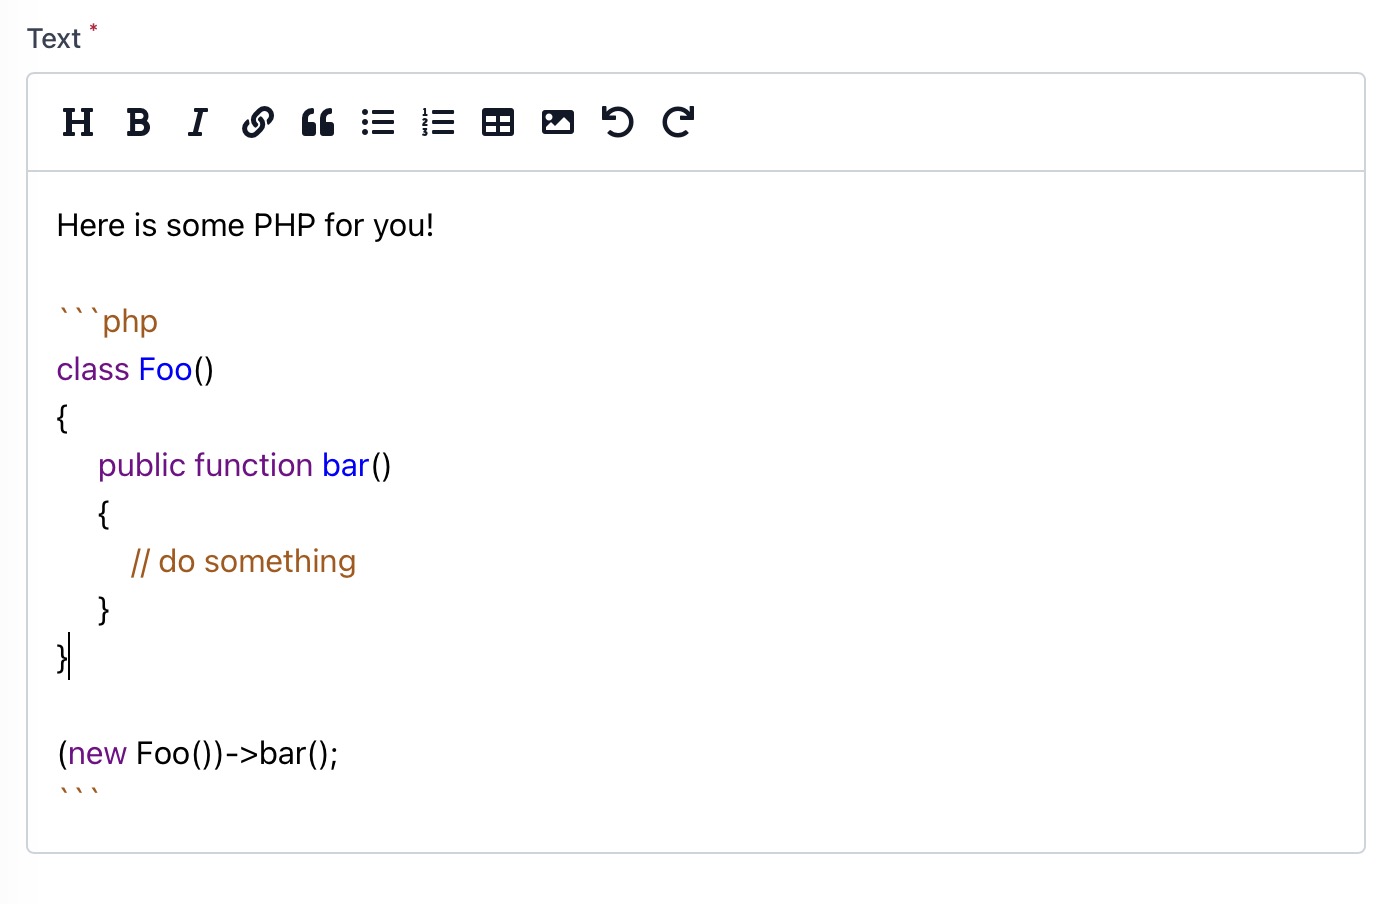 Text *
H B I
Here is some PHP for you!
```php
class Foo()
{
    public function bar()
    {
        // do something
    }
}
(new Foo())->bar();
```